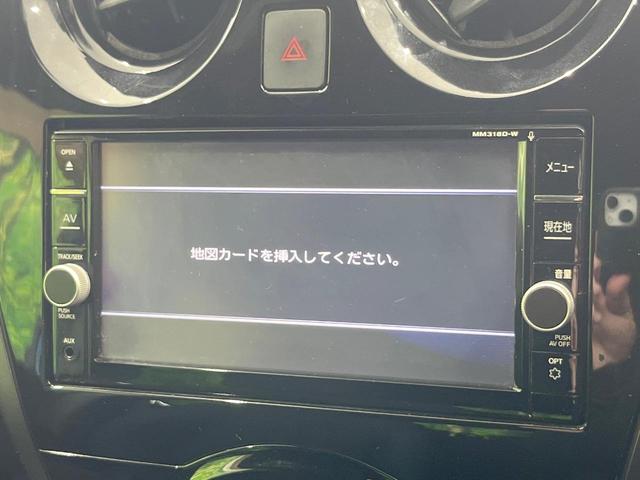 MM318D-W
OPEN
メニュー
AV
現在地
地図カードを挿入してください。
TRACK/SEEK
音量
PUSH
SOURCE
PUSH
AV OFF
AUX
OPT